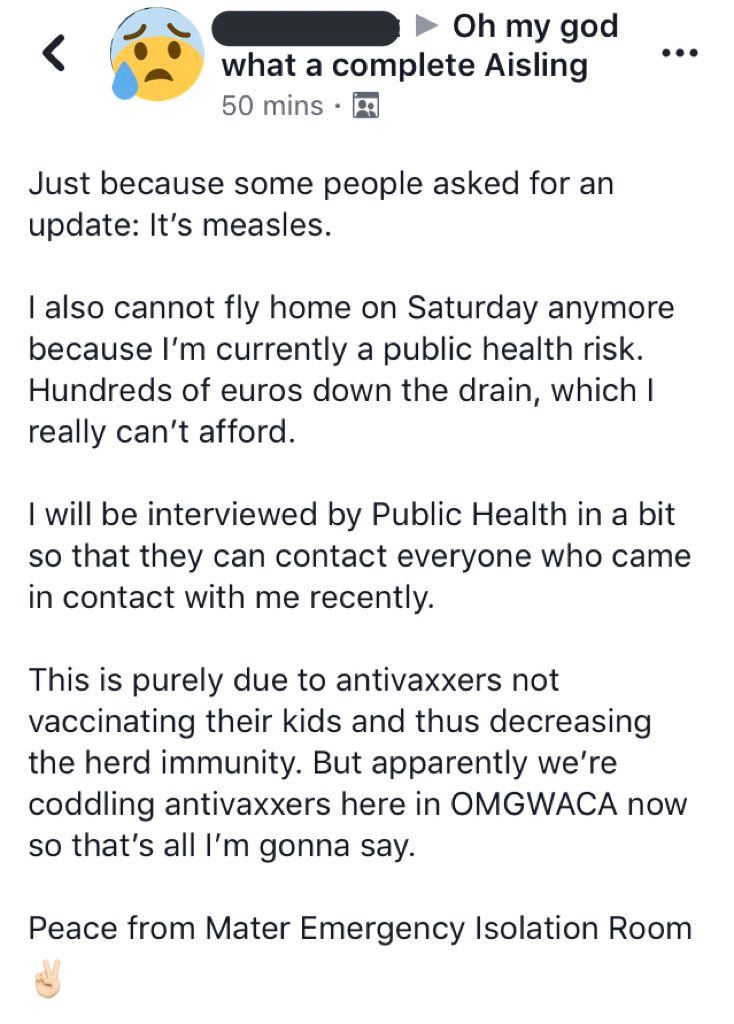 Oh my god
what a complete Aisling
50 mins ·
Just because some people asked for an
update: It’s measles.
I also cannot fly home on Saturday anymore
because I’m currently a public health risk.
Hundreds of euros down the drain, which I
really can’t afford.
I will be interviewed by Public Health in a bit
so that they can contact everyone who came
in contact with me recently.
This is purely due to antivaxxers not
vaccinating their kids and thus decreasing
the herd immunity. But apparently we’re
coddling antivaxxers here in OMGWACA now
so that’s all I’m gonna say.
Peace from Mater Emergency Isolation Room
✌🏻